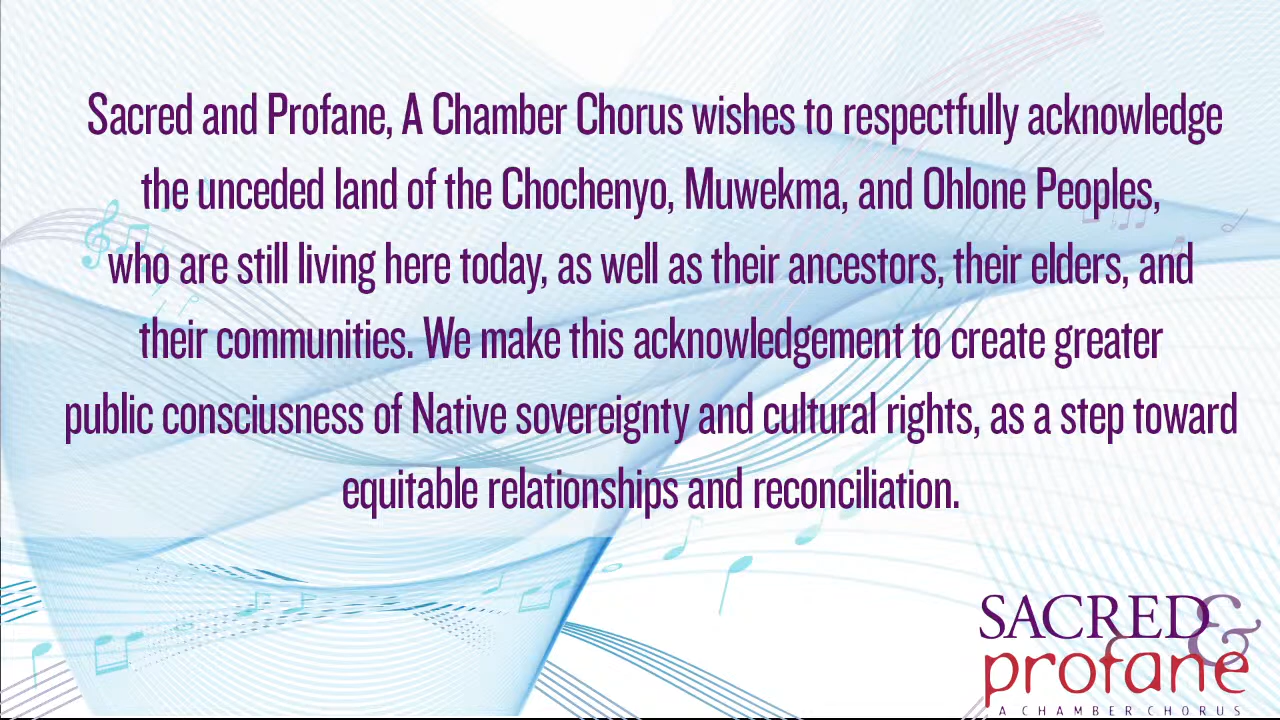 Sacred and Profane, A Chamber Chorus wishes to respectfully acknowledge
the unceded land of the Chochenyo, Muwekma, and Ohlone Peoples,
who are still living here today, as well as their ancestors, their elders, and
their communities. We make this acknowledgement to create greater
public consciusness of Native sovereignty and cultural rights, as a step toward
equitable relationships and reconciliation.
SACRED &
profane
A CHAMBER CHORUS